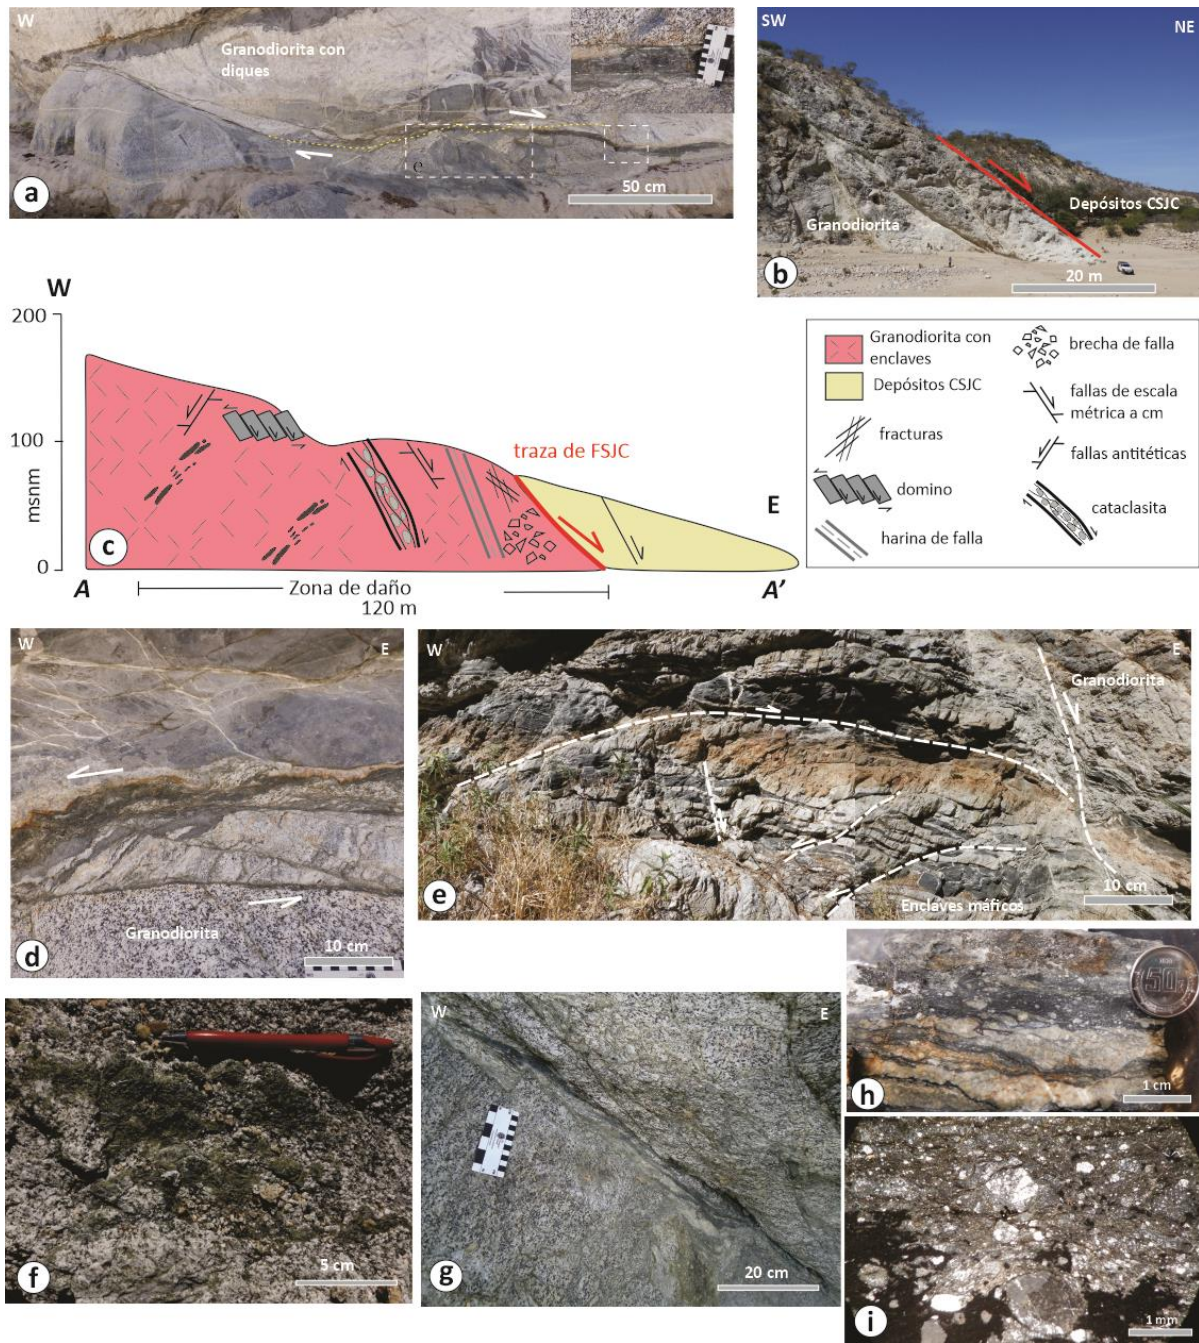 W
Granodiorita con
diques
e
50 cm
a
SW
NE
Granodiorita
Depósitos CSJC
20 m
b
W
200
100
0
msnm
traza de FSJC
E
c
A
Zona de daño
120 m
A'
Granodiorita con
enclaves
Depósitos CSJC
fracturas
domino
harina de falla
brecha de falla
fallas de escala
métrica a cm
fallas antitéticas
cataclasita
W
E
Granodiorita
10 cm
d
W
E
Granodiorita
Enclaves máficos
10 cm
e
5 cm
f
W
E
20 cm
g
50
1 cm
h
1 mm
i